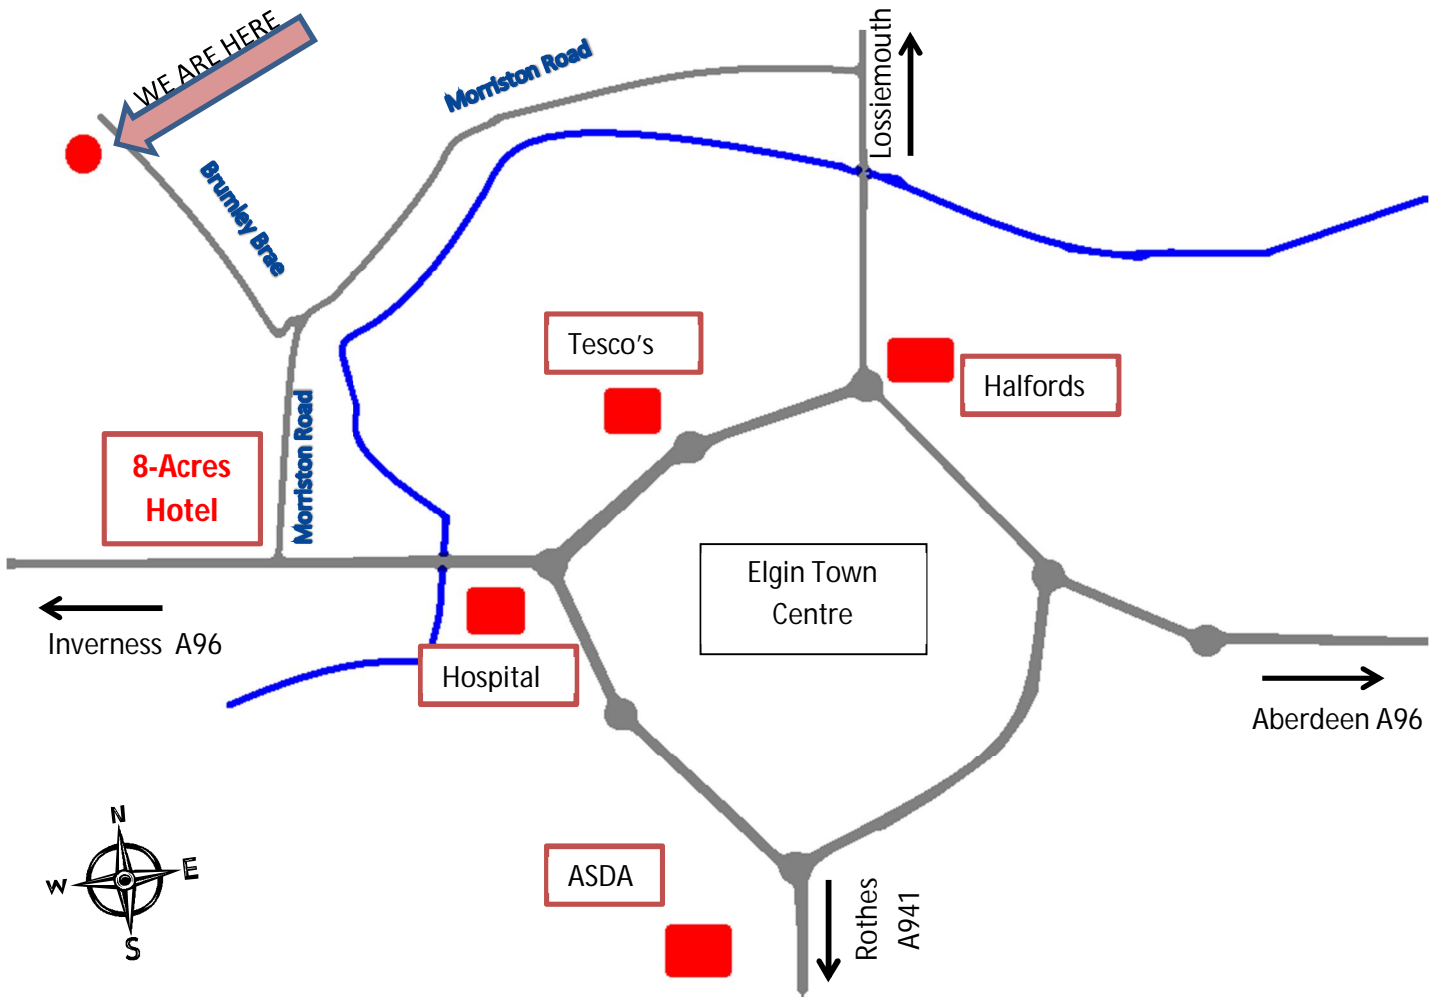 WE ARE HERE
Morriston Road
Lossiemouth
Brumley Brae
Tesco's
Halfords
Morriston Road
8-Acres
Hotel
Elgin Town
Centre
Inverness A96
Hospital
Aberdeen A96
N
W
E
S
ASDA
Rothes
A941